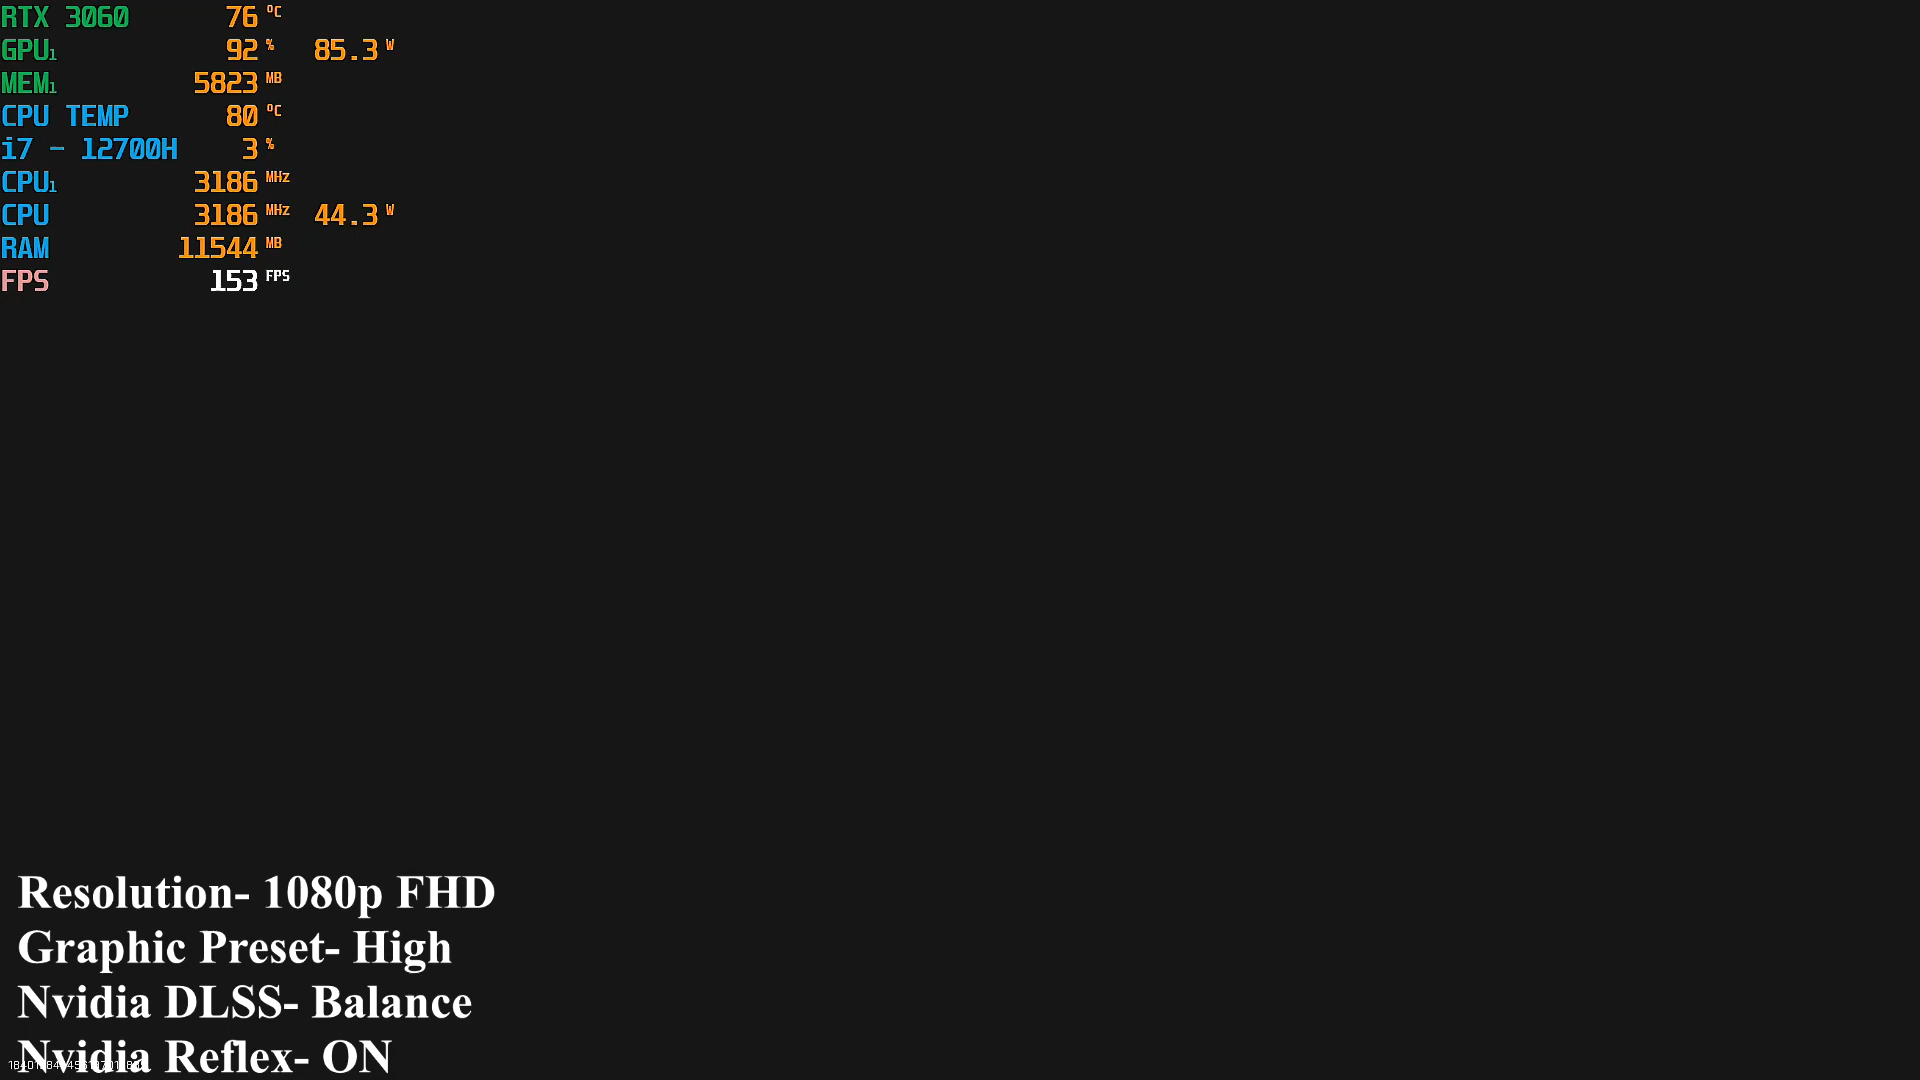 RTX 3060 76 °C
GPU1 92 % 85.3 W
MEM1 5823 MB
CPU TEMP 80 °C
i7 - 12700H 3 %
CPU1 3186 MHz
CPU 3186 MHz 44.3 W
RAM 11544 MB
FPS 153 FPS
Resolution- 1080p FHD
Graphic Preset- High
Nvidia DLSS- Balance
Nvidia Reflex- ON